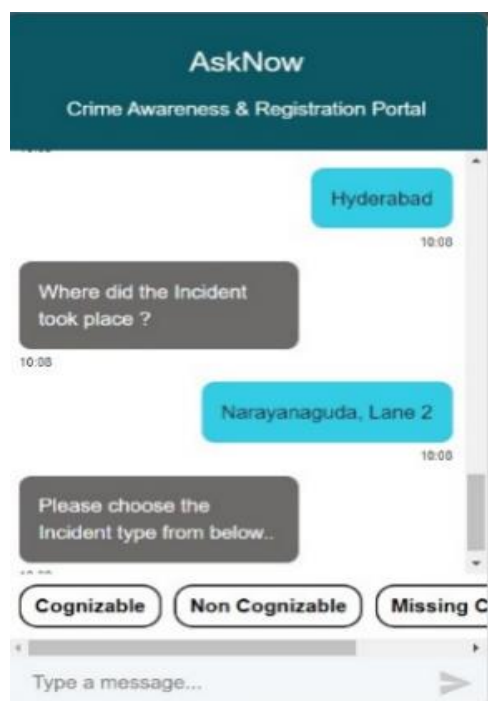 AskNow
Crime Awareness & Registration Portal
Hyderabad
10:08
Where did the Incident
took place ?
10:08
Narayanaguda, Lane 2
10:08
Please choose the
Incident type from below..
Cognizable Non Cognizable Missing C
Type a message...